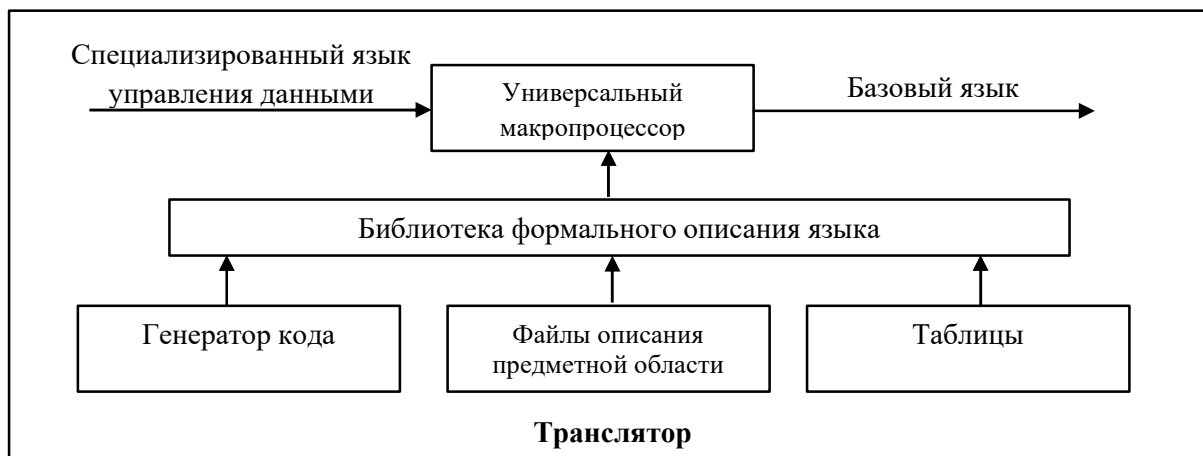 Специализированный язык
управления данными
Универсальный
макропроцессор
Базовый язык
Библиотека формального описания языка
Генератор кода
Файлы описания
предметной области
Таблицы
Транслятор